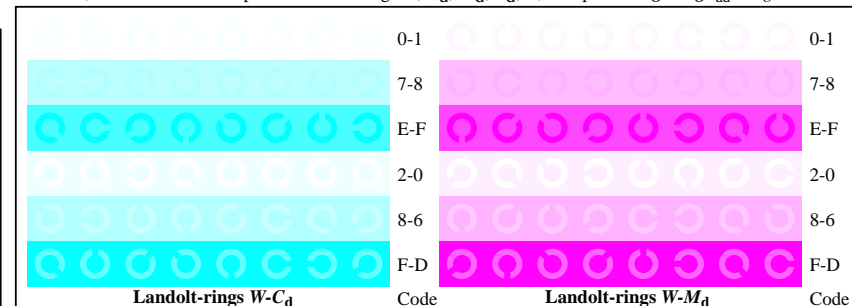 0-1 0-1
7-8 7-8
E-F E-F
2-0 2-0
8-6 8-6
F-D F-D
Landolt-rings W-Cd Code Landolt-rings W-Md Code